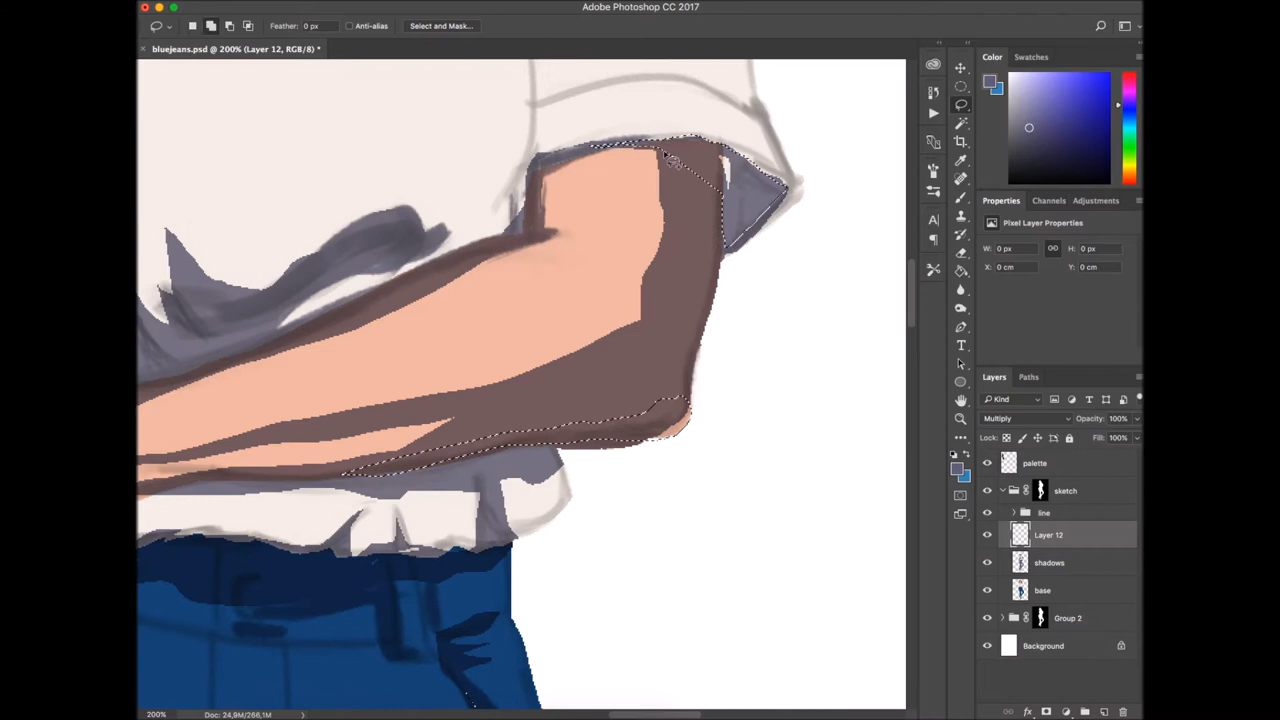 Adobe Photoshop CC 2017
Feather: 0 px
Anti-alias
Select and Mask...
bluejeans.psd @ 200% (Layer 12, RGB/8) *
Color
Swatches
Properties
Channels
Adjustments
Pixel Layer Properties
W: 0 px
H: 0 px
X: 0 cm
Y: 0 cm
Layers
Paths
Kind
Multiply
Opacity: 100%
Lock:
Fill: 100%
palette
sketch
line
Layer 12
shadows
base
Group 2
Background
200%
Doc: 24,9M/266,1M